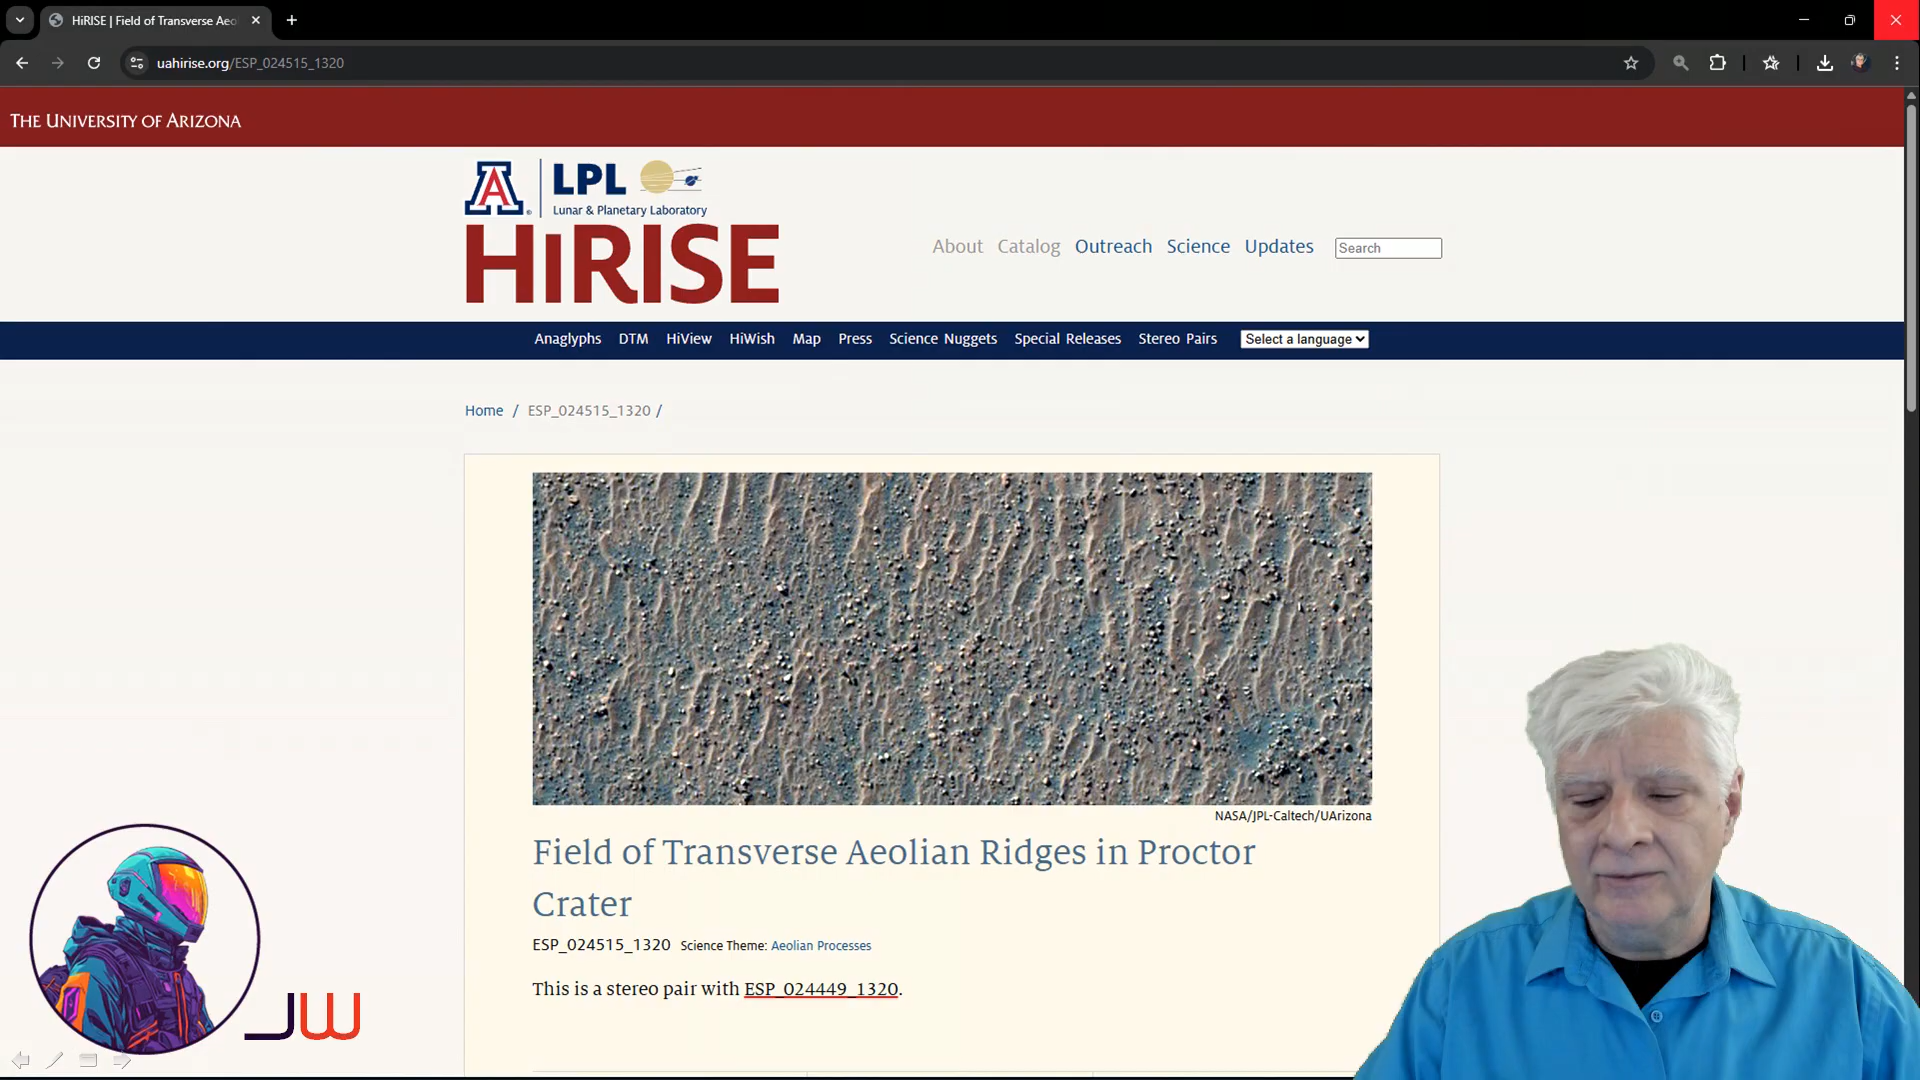 HiRISE | Field of Transverse Aeo
uahirise.org/ESP_024515_1320
THE UNIVERSITY OF ARIZONA
A LPL
Lunar & Planetary Laboratory
HiRISE
About Catalog Outreach Science Updates Search
Anaglyphs DTM HiView HiWish Map Press Science Nuggets Special Releases Stereo Pairs Select a language
Home / ESP_024515_1320 /
NASA/JPL-Caltech/UArizona
Field of Transverse Aeolian Ridges in Proctor
Crater
ESP_024515_1320 Science Theme: Aeolian Processes
This is a stereo pair with ESP_024449_1320.
JW